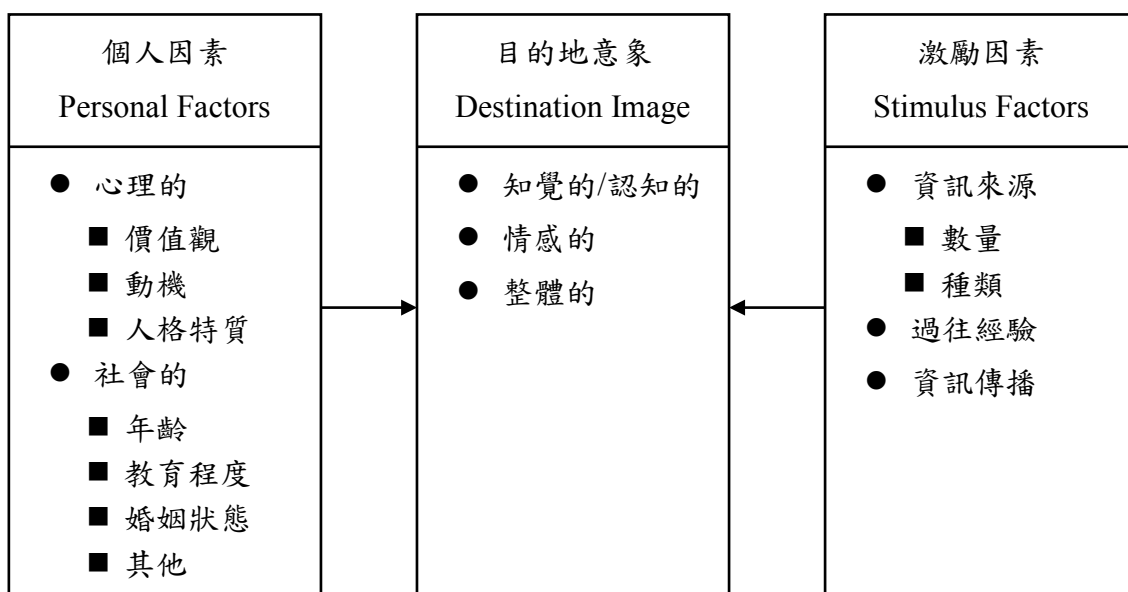 個人因素
Personal Factors
● 心理的
■ 價值觀
■ 動機
■ 人格特質
● 社會的
■ 年齡
■ 教育程度
■ 婚姻狀態
■ 其他
目的地意象
Destination Image
● 知覺的/認知的
● 情感的
● 整體的
激勵因素
Stimulus Factors
● 資訊來源
■ 數量
■ 種類
● 過往經驗
● 資訊傳播